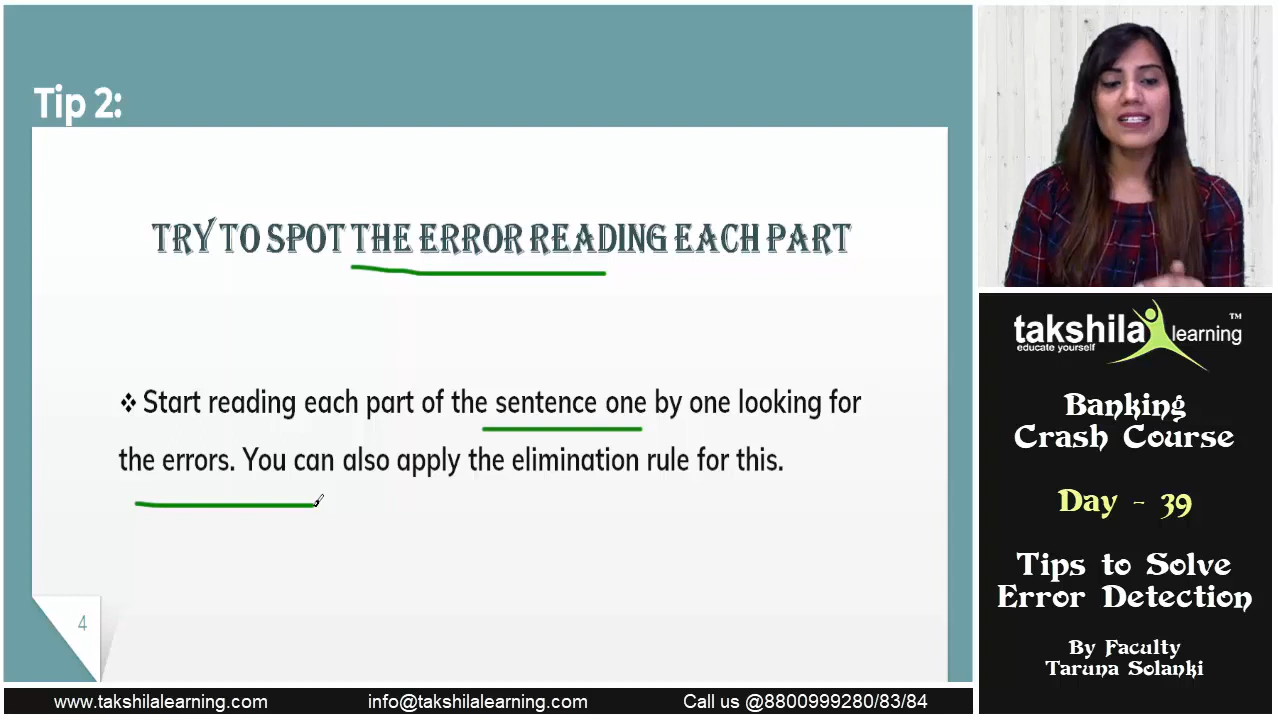 Tip 2:
TRY TO SPOT THE ERROR READING EACH PART
❖ Start reading each part of the sentence one by one looking for
the errors. You can also apply the elimination rule for this.
4
takshila learning ™
educate yourself
Banking
Crash Course
Day - 39
Tips to Solve
Error Detection
By Faculty
Taruna Solanki
www.takshilalearning.com info@takshilalearning.com Call us @8800999280/83/84